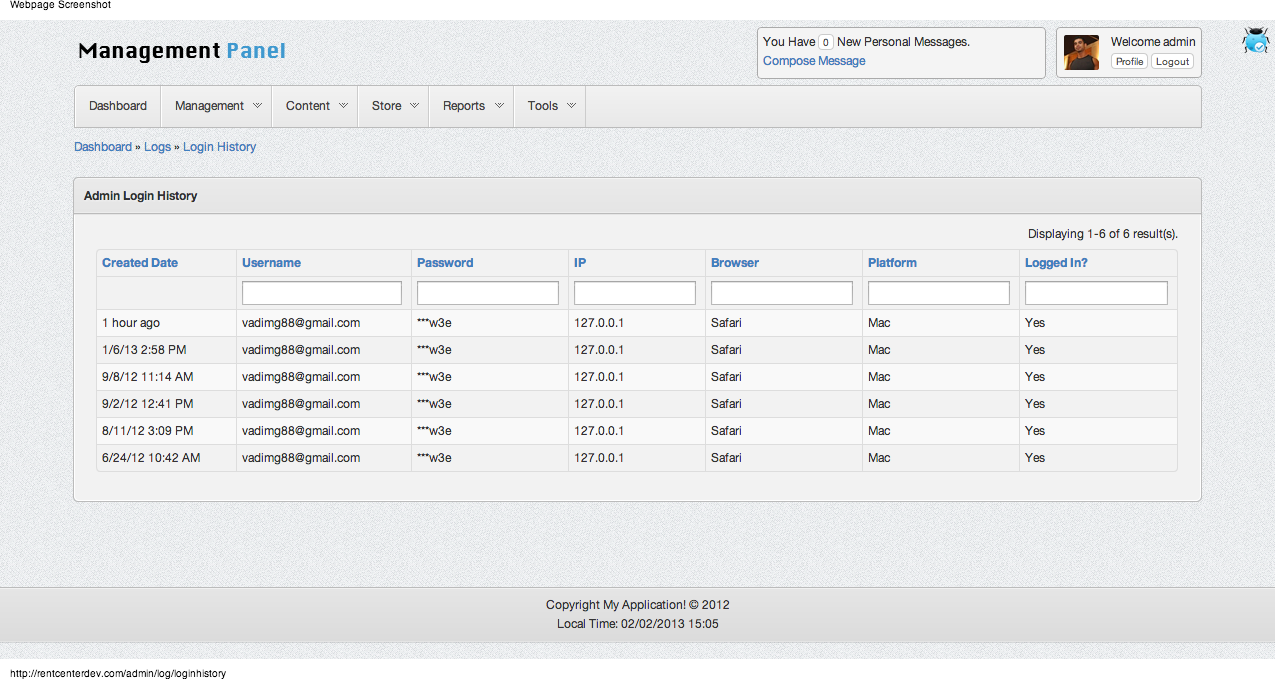 Webpage Screenshot
Management Panel
You Have 0 New Personal Messages.
Compose Message
Welcome admin
Profile Logout
Dashboard Management Content Store Reports Tools
Dashboard » Logs » Login History
Admin Login History
Displaying 1-6 of 6 result(s).
Created Date Username Password IP Browser Platform Logged In?
1 hour ago vadimg88@gmail.com ***w3e 127.0.0.1 Safari Mac Yes
1/6/13 2:58 PM vadimg88@gmail.com ***w3e 127.0.0.1 Safari Mac Yes
9/8/12 11:14 AM vadimg88@gmail.com ***w3e 127.0.0.1 Safari Mac Yes
9/2/12 12:41 PM vadimg88@gmail.com ***w3e 127.0.0.1 Safari Mac Yes
8/11/12 3:09 PM vadimg88@gmail.com ***w3e 127.0.0.1 Safari Mac Yes
6/24/12 10:42 AM vadimg88@gmail.com ***w3e 127.0.0.1 Safari Mac Yes
Copyright My Application! © 2012
Local Time: 02/02/2013 15:05
http://rentcenterdev.com/admin/log/loginhistory